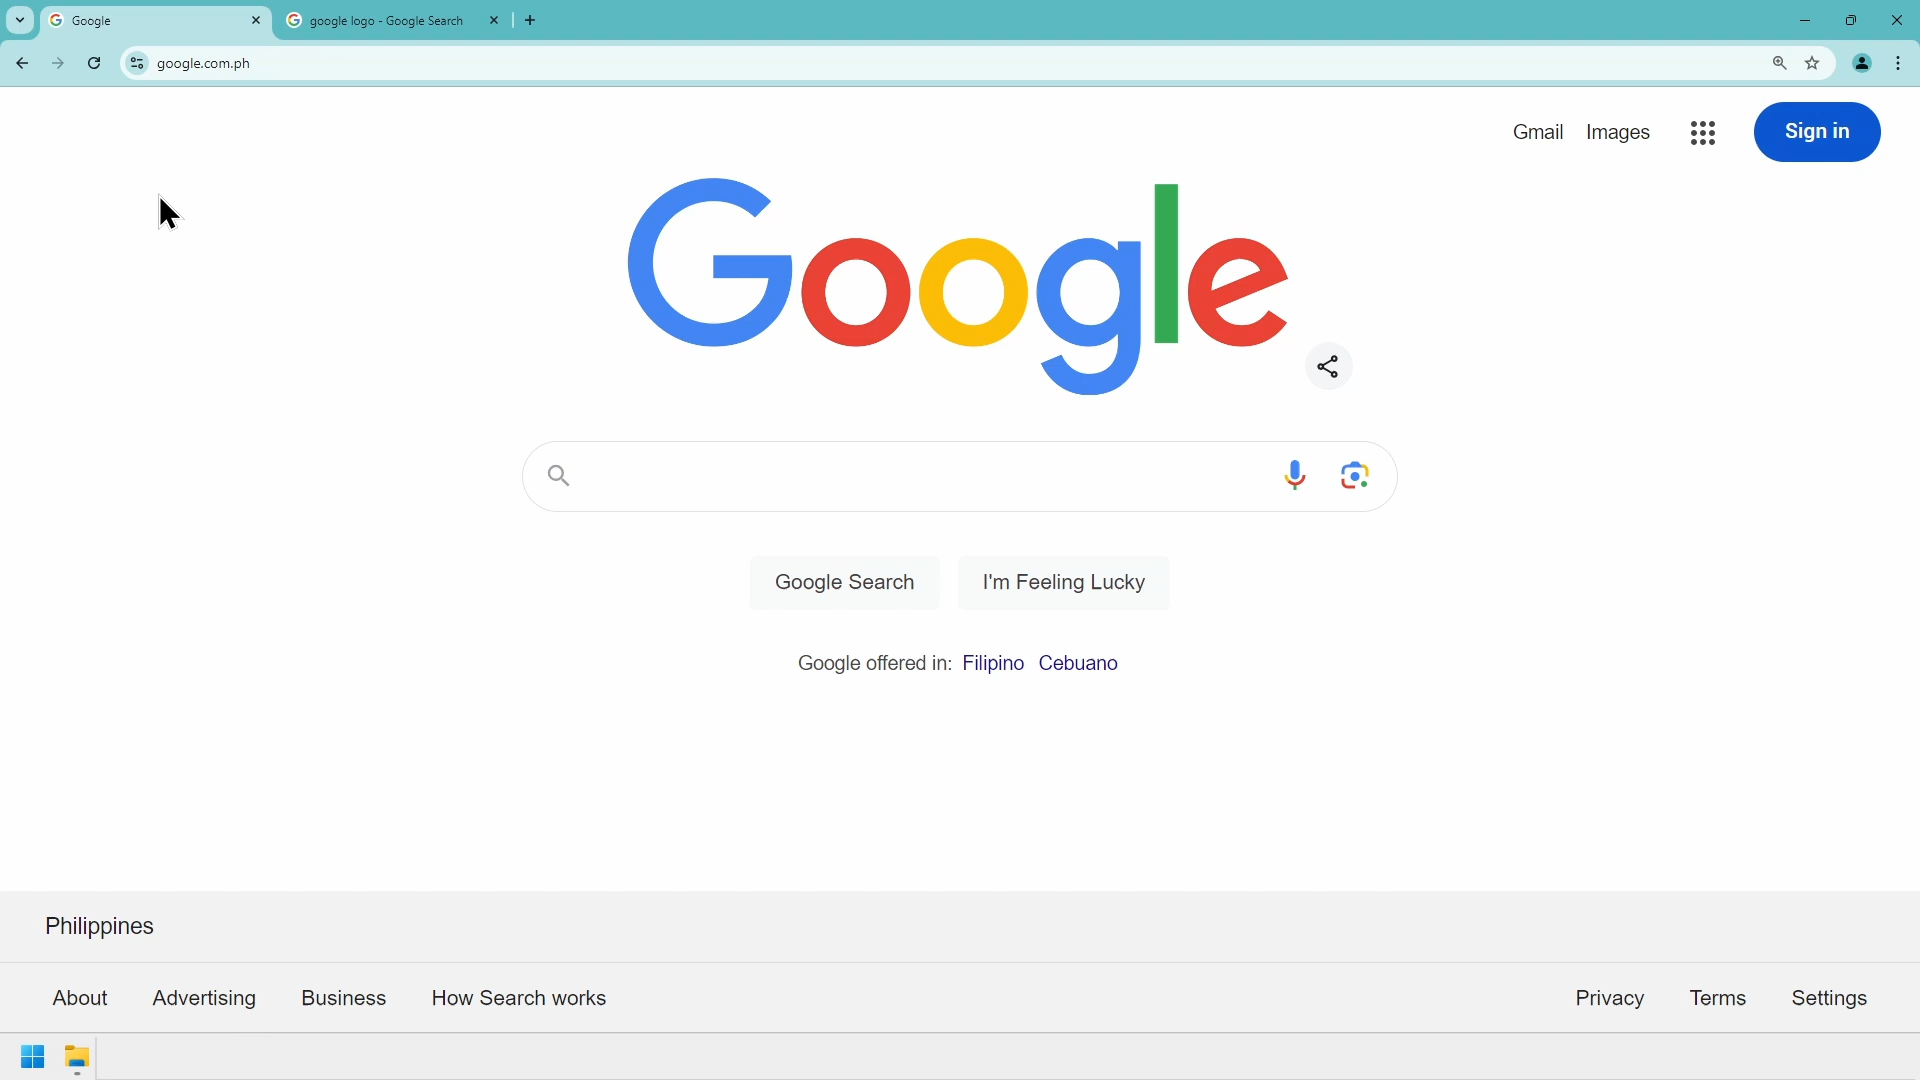 Google
google logo - Google Search
google.com.ph
Gmail Images
Sign in
Google
Google Search
I'm Feeling Lucky
Google offered in: Filipino Cebuano
Philippines
About Advertising Business How Search works
Privacy Terms Settings